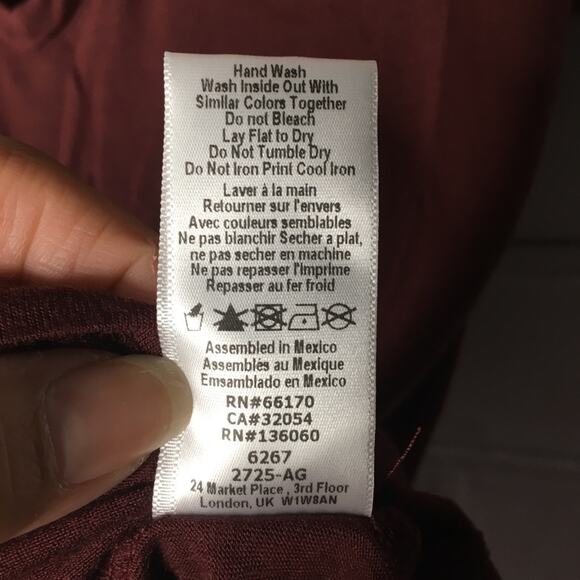 Hand Wash
Wash Inside Out With
Similar Colors Together
Do not Bleach
Lay Flat to Dry
Do Not Tumble Dry
Do Not Iron Print Cool Iron
Laver à la main
Retourner sur l'envers
Avec couleurs semblables
Ne pas blanchir Secher a plat,
ne pas secher en machine
Ne pas repasser l'Imprime
Repasser au fer froid
Assembled in Mexico
Assemblés au Mexique
Emsamblado en Mexico
RN#66170
CA#32054
RN#136060
6267
2725-AG
24 Market Place , 3rd Floor
London, UK W1W8AN